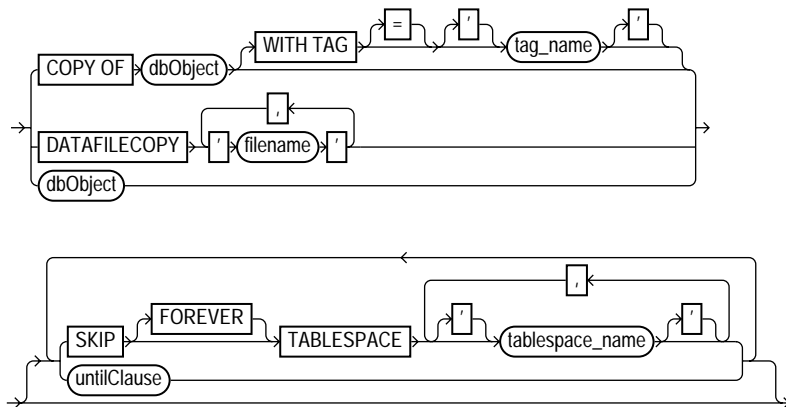 = ' '
WITH TAG tag_name
COPY OF dbObject
,
DATAFILECOPY ' filename '
dbObject
,
FOREVER ' '
SKIP TABLESPACE tablespace_name
untilClause